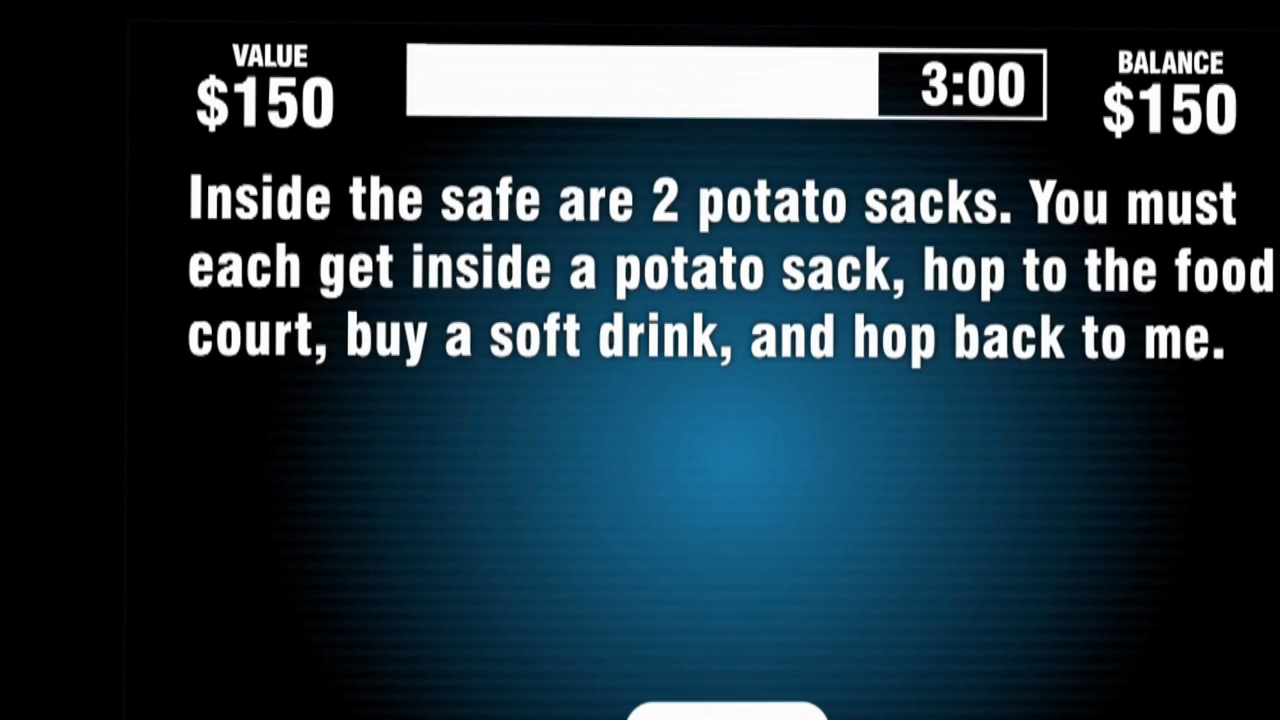 VALUE
$150
3:00
BALANCE
$150
Inside the safe are 2 potato sacks. You must
each get inside a potato sack, hop to the food
court, buy a soft drink, and hop back to me.